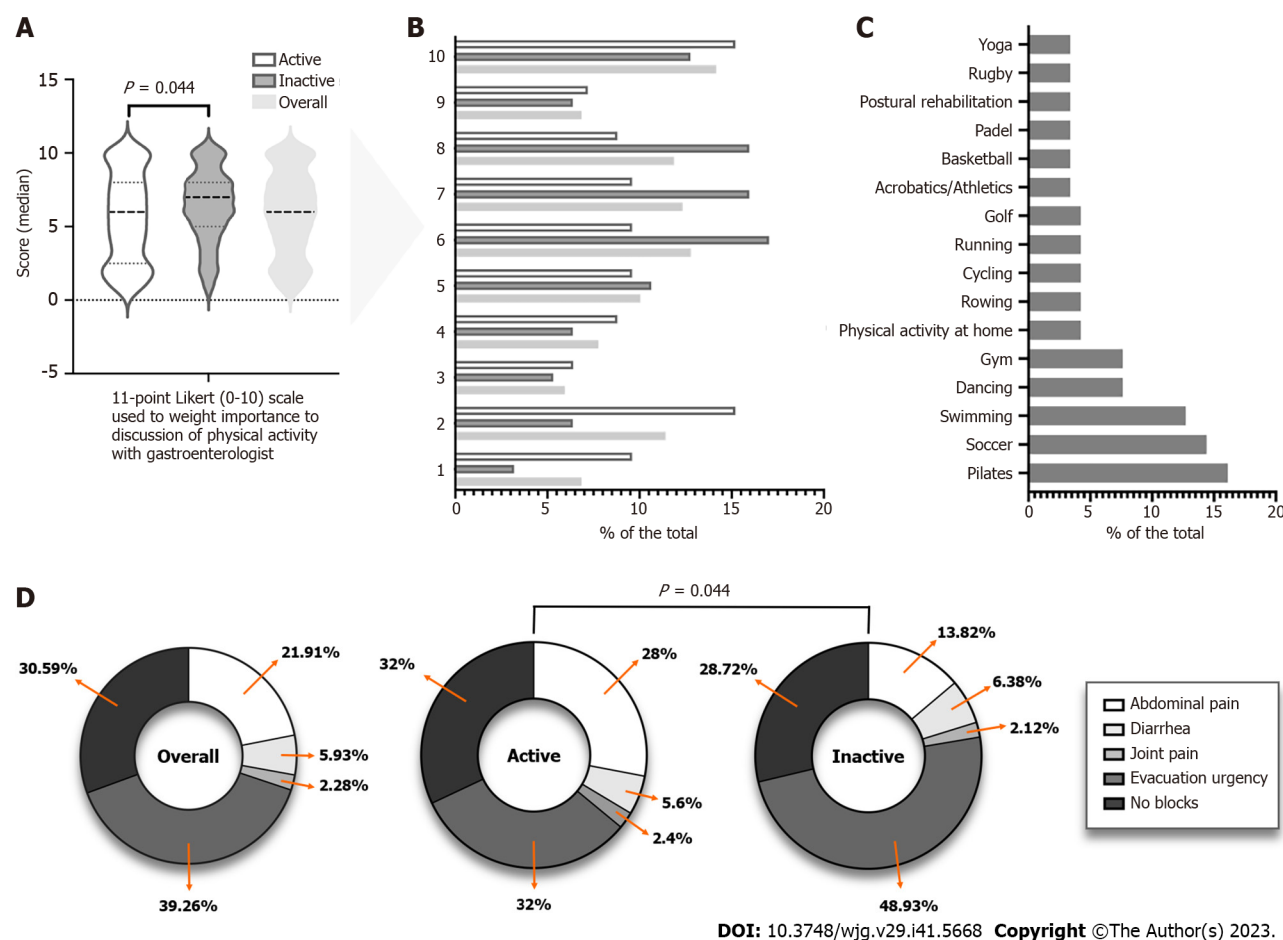 A
Active
Inactive
Overall
P = 0.044
15
10
5
0
-5
Score (median)
11-point Likert (0-10) scale
used to weight importance to
discussion of physical activity
with gastroenterologist
B
10
9
8
7
6
5
4
3
2
1
0 5 10 15 20
% of the total
C
Yoga
Rugby
Postural rehabilitation
Padel
Basketball
Acrobatics/Athletics
Golf
Running
Cycling
Rowing
Physical activity at home
Gym
Dancing
Swimming
Soccer
Pilates
0 5 10 15 20
% of the total
D
P = 0.044
30.59%
21.91%
5.93%
2.28%
39.26%
Overall
32%
28%
5.6%
2.4%
32%
Active
28.72%
13.82%
6.38%
2.12%
48.93%
Inactive
Abdominal pain
Diarrhea
Joint pain
Evacuation urgency
No blocks
DOI: 10.3748/wjg.v29.i41.5668 Copyright ©The Author(s) 2023.